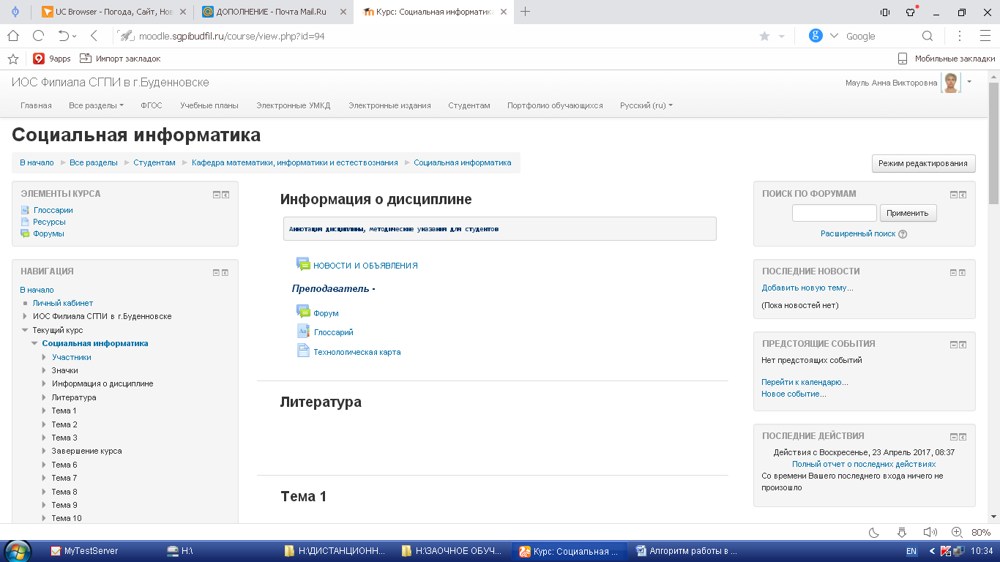 UC Browser - Погода, Сайт, Нов
ДОПОЛНЕНИЕ - Почта Mail.Ru
Курс: Социальная информатика
moodle.sgpibudfil.ru/course/view.php?id=94
Google
9apps
Импорт закладок
Мобильные закладки
ИОС Филиала СГПИ в г.Буденновске
Мауль Анна Викторовна
Главная Все разделы ФГОС Учебные планы Электронные УМКД Электронные издания Студентам Портфолио обучающихся Русский (ru)
Социальная информатика
В начало Все разделы Студентам Кафедра математики, информатики и естествознания Социальная информатика
Режим редактирования
ЭЛЕМЕНТЫ КУРСА
Глоссарии
Ресурсы
Форумы
НАВИГАЦИЯ
В начало
Личный кабинет
ИОС Филиала СГПИ в г.Буденновске
Текущий курс
Социальная информатика
Участники
Значки
Информация о дисциплине
Литература
Тема 1
Тема 2
Тема 3
Завершение курса
Тема 6
Тема 7
Тема 8
Тема 9
Тема 10
Информация о дисциплине
Аннотация дисциплины, методические указания для студентов
НОВОСТИ И ОБЪЯВЛЕНИЯ
Преподаватель -
Форум
Глоссарий
Технологическая карта
Литература
Тема 1
ПОИСК ПО ФОРУМАМ
Применить
Расширенный поиск
ПОСЛЕДНИЕ НОВОСТИ
Добавить новую тему...
(Пока новостей нет)
ПРЕДСТОЯЩИЕ СОБЫТИЯ
Нет предстоящих событий
Перейти к календарю...
Новое событие...
ПОСЛЕДНИЕ ДЕЙСТВИЯ
Действия с Воскресенье, 23 Апрель 2017, 08:37
Полный отчет о последних действиях
Со времени Вашего последнего входа ничего не
произошло
80%
MyTestServer
H:\
H:\ДИСТАНЦИОНН...
H:\ЗАОЧНОЕ ОБУЧ...
Курс: Социальная ...
Алгоритм работы в ...
EN
10:34